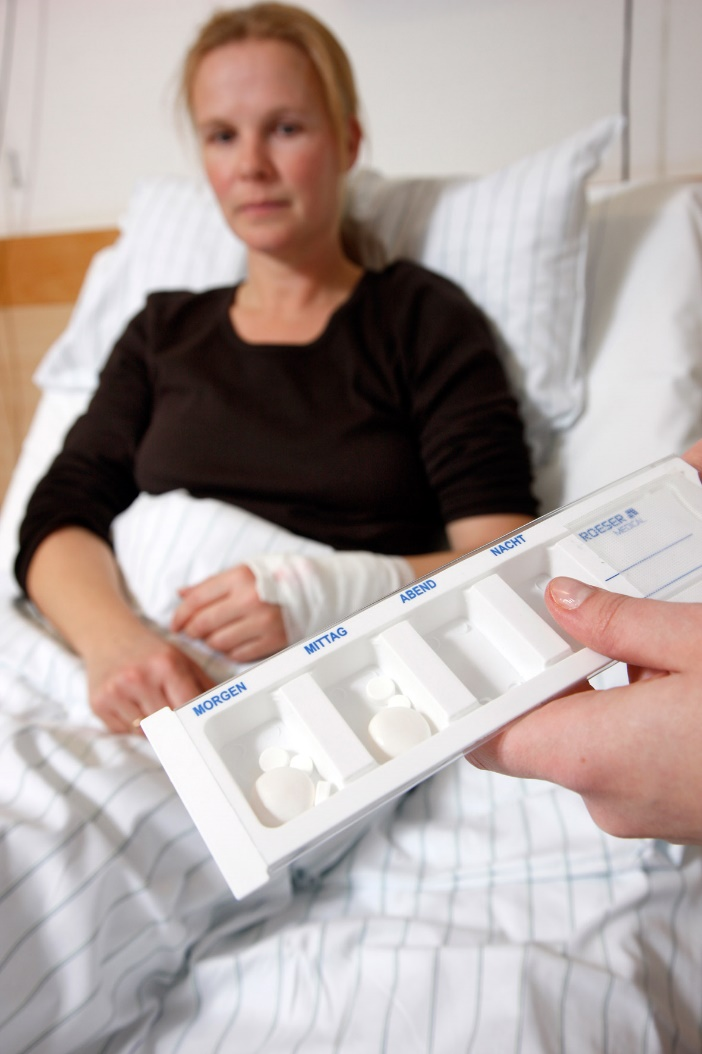 MORGEN
MITTAG
ABEND
NACHT
ROESER
MEDICAL